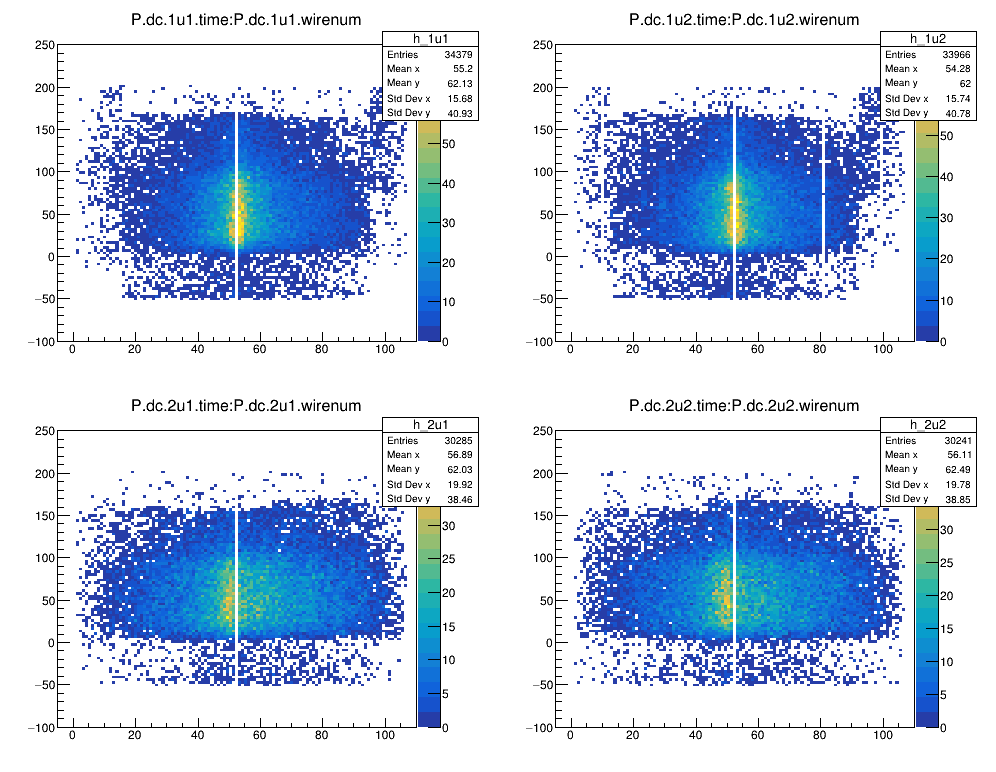 P.dc.1u1.time:P.dc.1u1.wirenum
h_1u1
Entries 34379
Mean x 55.2
Mean y 62.13
Std Dev x 15.68
Std Dev y 40.93
250
200
150
100
50
0
−50
−100
0 20 40 60 80 100
50
40
30
20
10
0
P.dc.1u2.time:P.dc.1u2.wirenum
h_1u2
Entries 33966
Mean x 54.28
Mean y 62
Std Dev x 15.74
Std Dev y 40.78
250
200
150
100
50
0
−50
−100
0 20 40 60 80 100
50
40
30
20
10
0
P.dc.2u1.time:P.dc.2u1.wirenum
h_2u1
Entries 30285
Mean x 56.89
Mean y 62.03
Std Dev x 19.92
Std Dev y 38.46
250
200
150
100
50
0
−50
−100
0 20 40 60 80 100
30
25
20
15
10
5
0
P.dc.2u2.time:P.dc.2u2.wirenum
h_2u2
Entries 30241
Mean x 56.11
Mean y 62.49
Std Dev x 19.78
Std Dev y 38.85
250
200
150
100
50
0
−50
−100
0 20 40 60 80 100
30
25
20
15
10
5
0